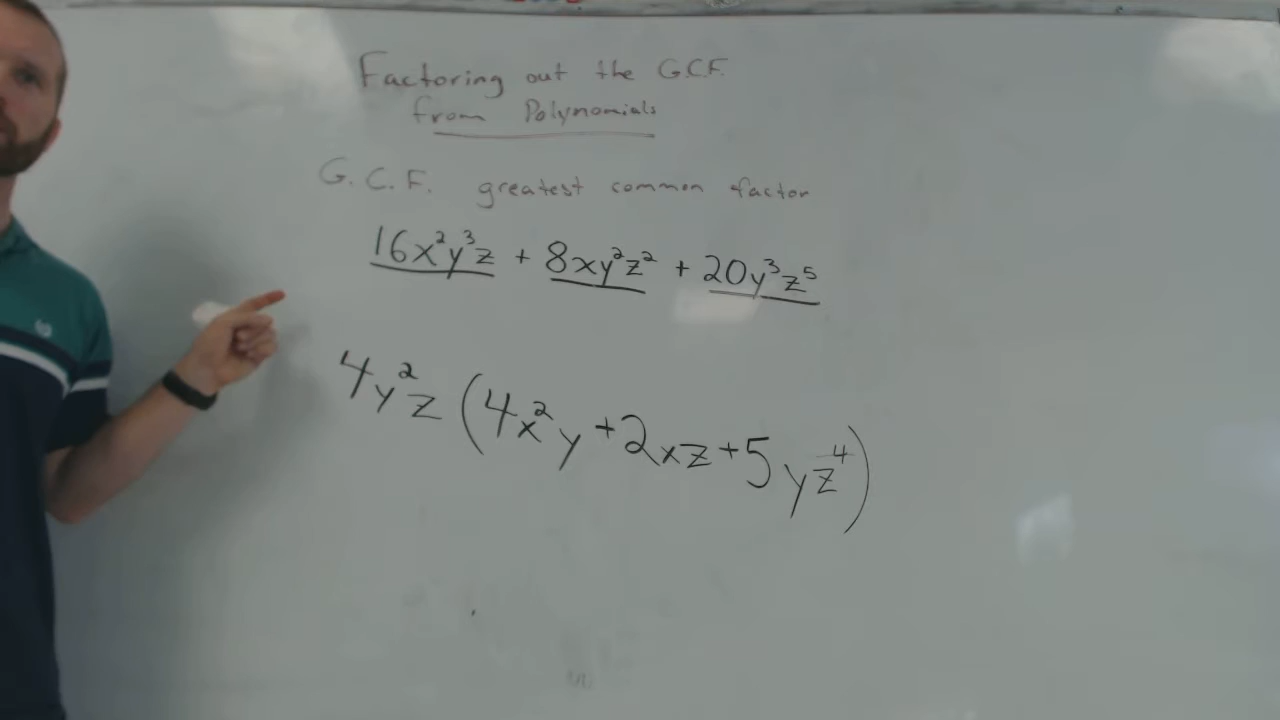 Factoring out the G.C.F.
from Polynomials
G.C.F. greatest common factor
16x²y³z + 8xy²z² + 20y³z⁵
4y²z(4x²y+2xz+5yz⁴)